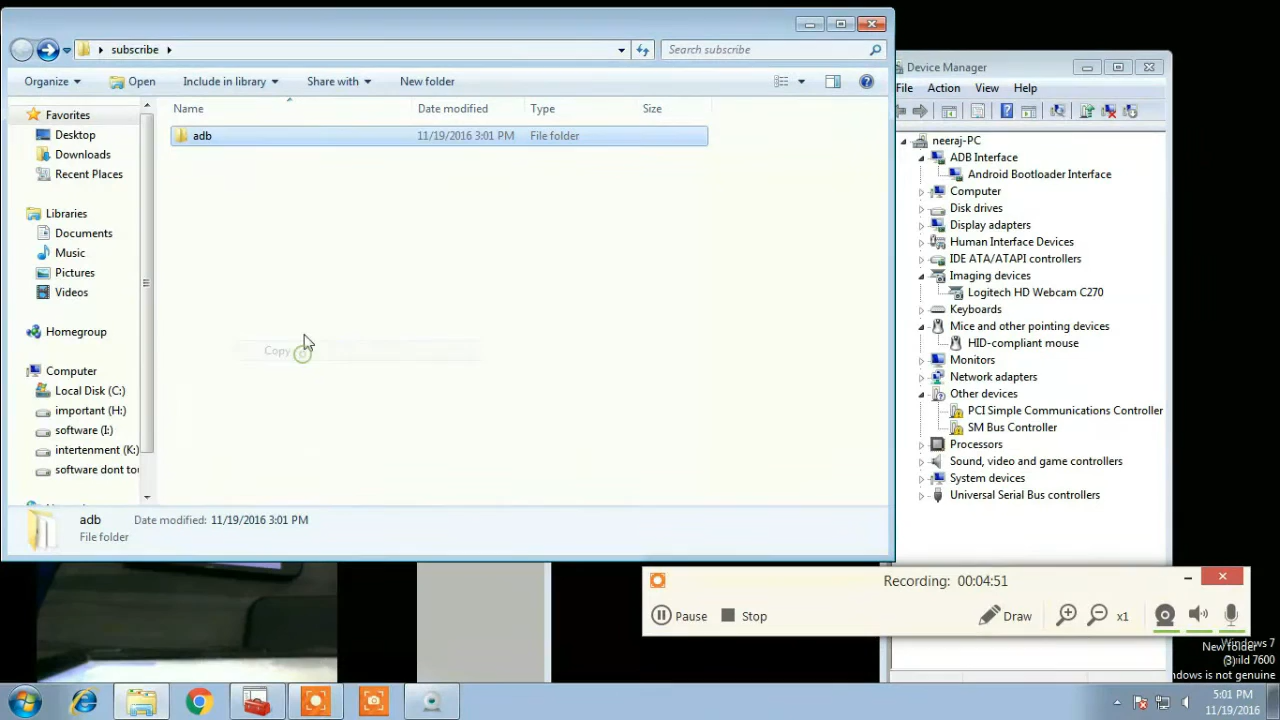 subscribe
Search subscribe
Organize
Open
Include in library
Share with
New folder
Name
Date modified
Type
Size
adb
11/19/2016 3:01 PM
File folder
Favorites
Desktop
Downloads
Recent Places
Libraries
Documents
Music
Pictures
Videos
Homegroup
Computer
Local Disk (C:)
important (H:)
software (I:)
intertenment (K:)
software dont tou
Copy
adb
Date modified: 11/19/2016 3:01 PM
File folder
Device Manager
File
Action
View
Help
neeraj-PC
ADB Interface
Android Bootloader Interface
Computer
Disk drives
Display adapters
Human Interface Devices
IDE ATA/ATAPI controllers
Imaging devices
Logitech HD Webcam C270
Keyboards
Mice and other pointing devices
HID-compliant mouse
Monitors
Network adapters
Other devices
PCI Simple Communications Controller
SM Bus Controller
Processors
Sound, video and game controllers
System devices
Universal Serial Bus controllers
Recording: 00:04:51
Pause
Stop
Draw
x1
Windows 7
New folder
(3)
uild 7600
ndows is not genuine
5:01 PM
11/19/2016